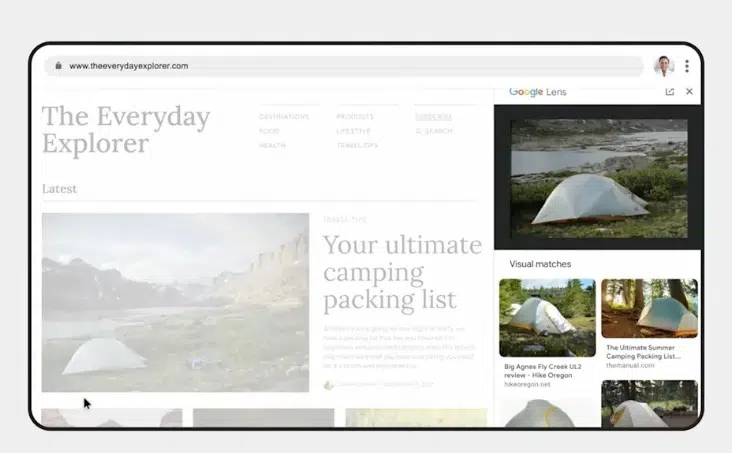 www.theeverydayexplorer.com
Google Lens
The Everyday
Explorer
DESTINATIONS
FOOD
HEALTH
PRODUCTS
LIFESTYLE
TRAVEL TIPS
SUBSCRIBE
SEARCH
Latest
TRAVEL TIPS
Your ultimate
camping
packing list
Visual matches
Big Agnes Fly Creek UL2
review - Hike Oregon
hikeoregon.net
The Ultimate Summer
Camping Packing List...
themanual.com